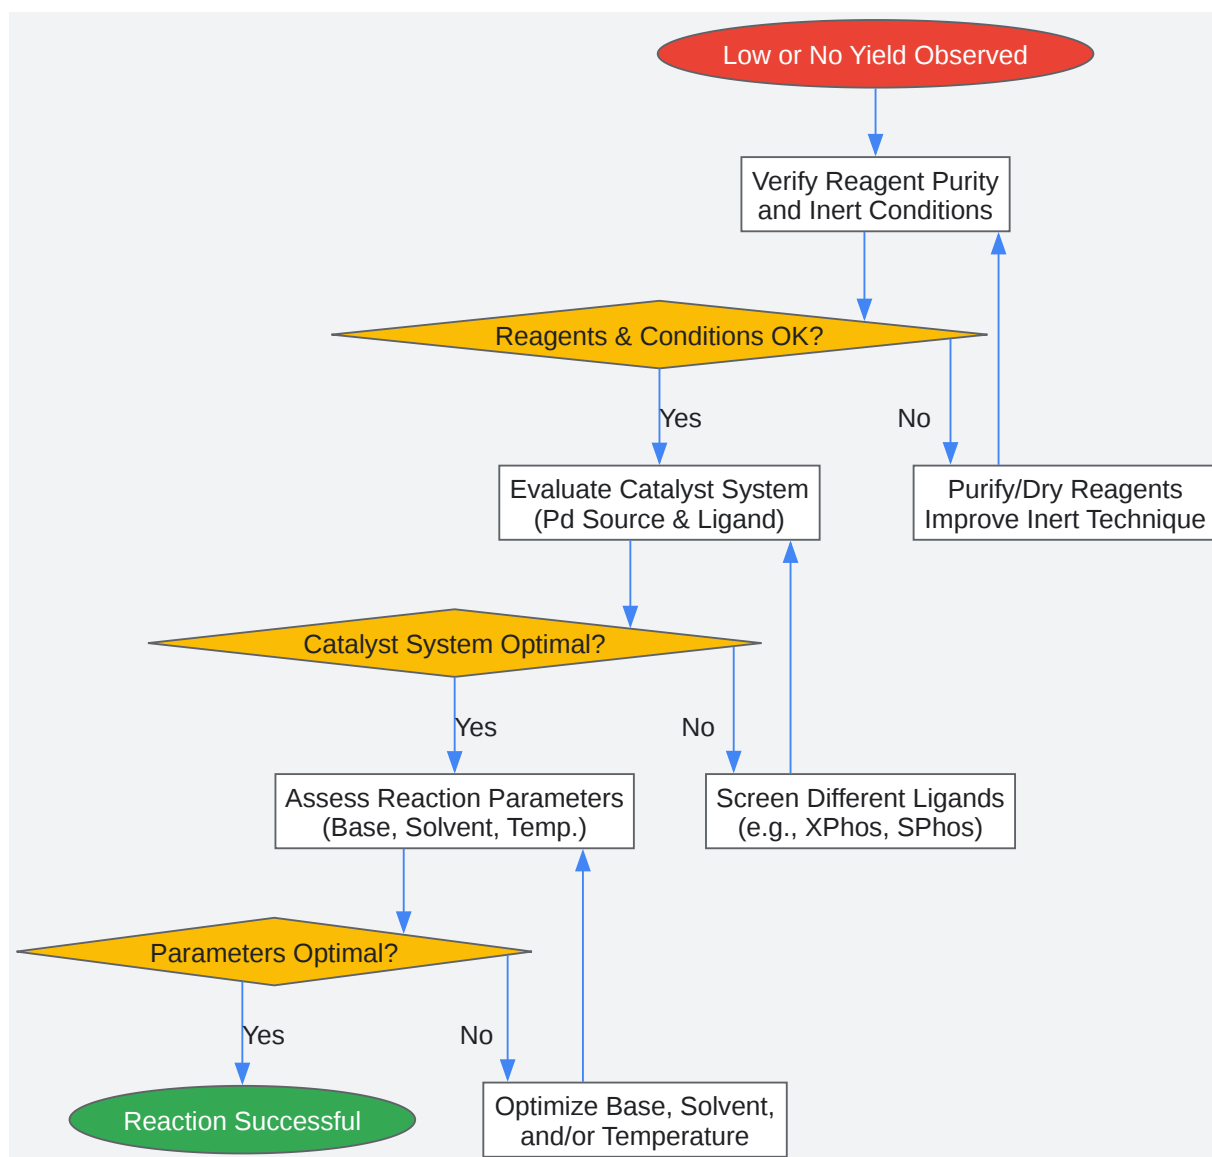 Low or No Yield Observed
Verify Reagent Purity
and Inert Conditions
Reagents & Conditions OK?
Yes
No
Evaluate Catalyst System
(Pd Source & Ligand)
Purify/Dry Reagents
Improve Inert Technique
Catalyst System Optimal?
Yes
No
Assess Reaction Parameters
(Base, Solvent, Temp.)
Screen Different Ligands
(e.g., XPhos, SPhos)
Parameters Optimal?
Yes
No
Reaction Successful
Optimize Base, Solvent,
and/or Temperature